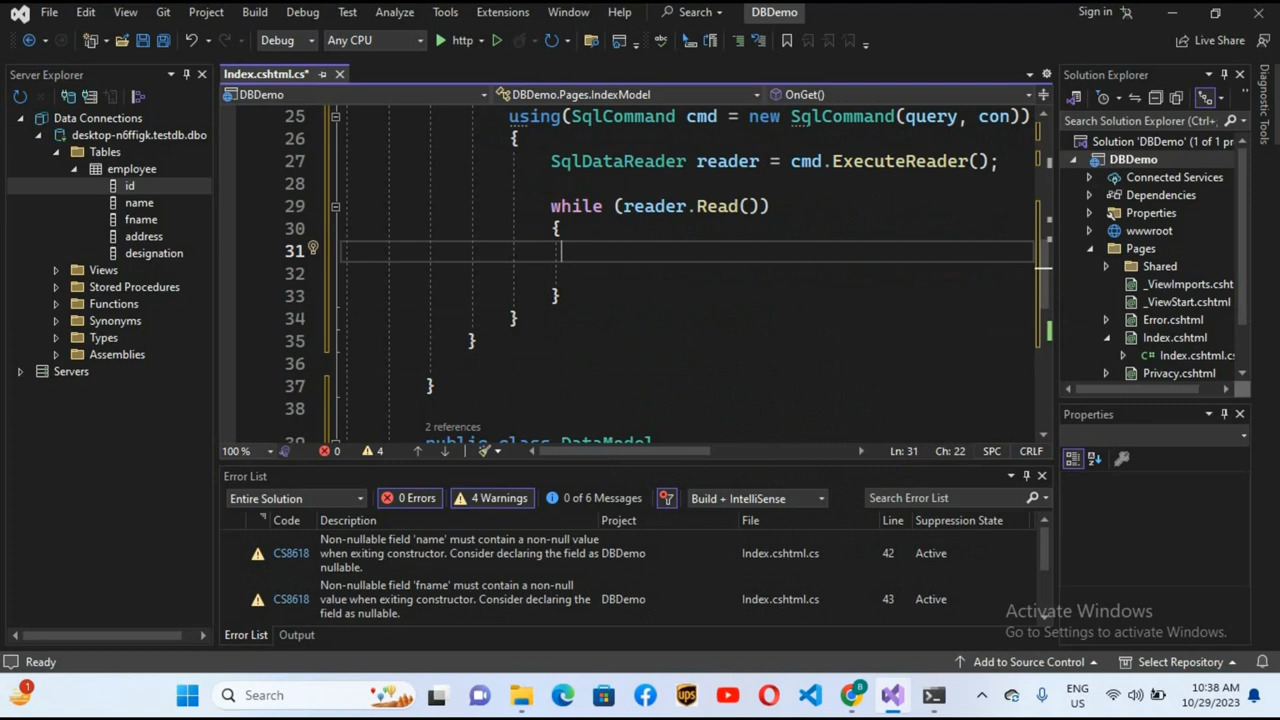 File Edit View Git Project Build Debug Test Analyze Tools Extensions Window Help Search DBDemo Sign in
Debug Any CPU http Live Share
Server Explorer
Data Connections
desktop-n6ffigk.testdb.dbo
Tables
employee
id
name
fname
address
designation
Views
Stored Procedures
Functions
Synonyms
Types
Assemblies
Servers
Index.cshtml.cs*
DBDemo DBDemo.Pages.IndexModel OnGet()
25 using(SqlCommand cmd = new SqlCommand(query, con))
26 {
27 SqlDataReader reader = cmd.ExecuteReader();
28
29 while (reader.Read())
30 {
31
32
33 }
34 }
35 }
36
37 }
38
2 references
39 public class DataModel
100 % 0 4 Ln: 31 Ch: 22 SPC CRLF
Error List
Entire Solution 0 Errors 4 Warnings 0 of 6 Messages Build + IntelliSense Search Error List
Code Description Project File Line Suppression State
CS8618 Non-nullable field 'name' must contain a non-null value when exiting constructor. Consider declaring the field as nullable. DBDemo Index.cshtml.cs 42 Active
CS8618 Non-nullable field 'fname' must contain a non-null value when exiting constructor. Consider declaring the field as nullable. DBDemo Index.cshtml.cs 43 Active
Error List Output
Solution Explorer
Search Solution Explorer (Ctrl+
Solution 'DBDemo' (1 of 1 pr
DBDemo
Connected Services
Dependencies
Properties
wwwroot
Pages
Shared
_ViewImports.csht
_ViewStart.cshtml
Error.cshtml
Index.cshtml
C# Index.cshtml.cs
Privacy.cshtml
Properties
Diagnostic Tools
Activate Windows
Go to Settings to activate Windows.
Ready Add to Source Control Select Repository
1 Search ups B ENG US 10:38 AM 10/29/2023